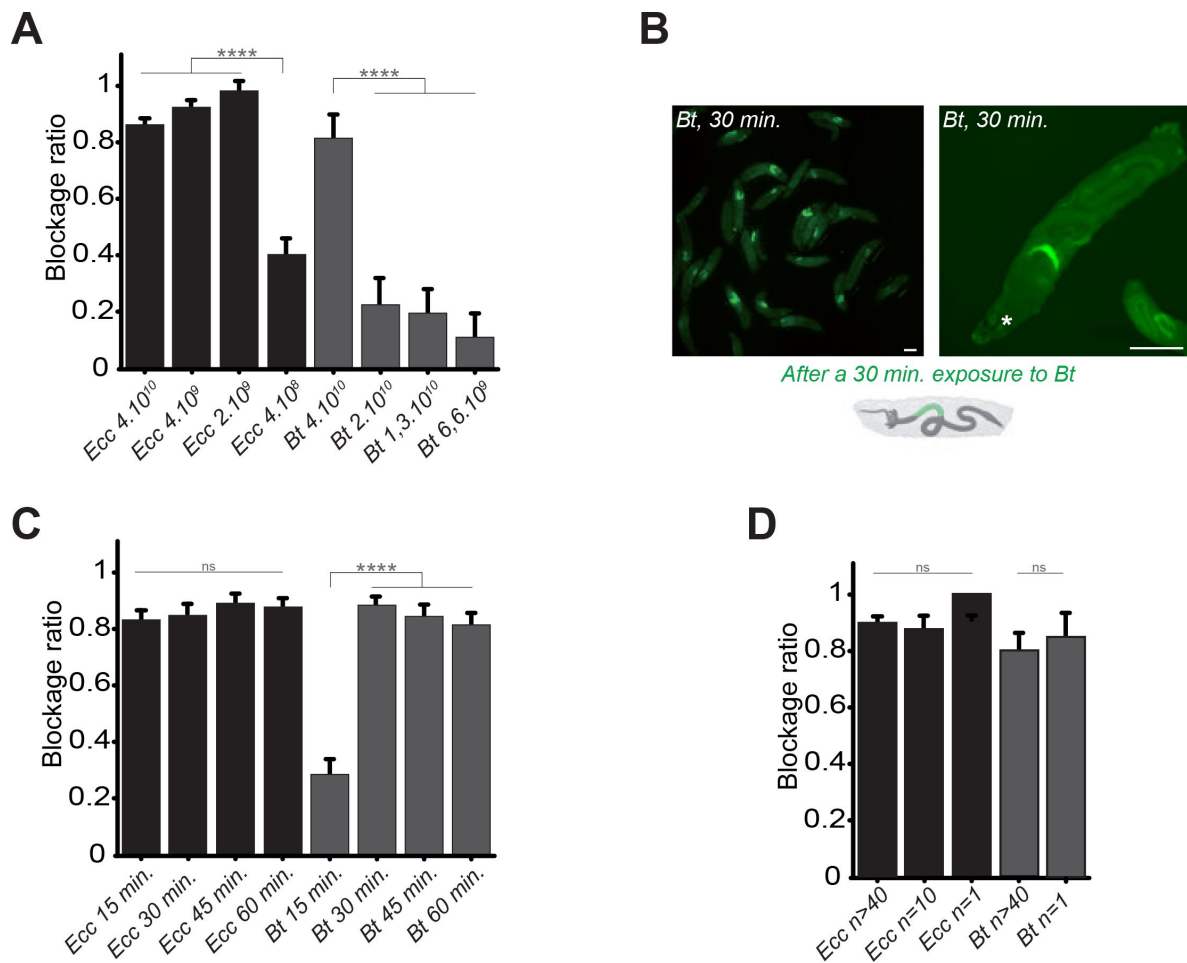 A
****
****
1
0.8
0.6
0.4
0.2
0
Blockage ratio
Ecc 4.10¹⁰
Ecc 4.10⁹
Ecc 2.10⁹
Ecc 4.10⁸
Bt 4.10¹⁰
Bt 2.10¹⁰
Bt 1,3.10¹⁰
Bt 6,6.10⁹
B
Bt, 30 min.
Bt, 30 min.
*
After a 30 min. exposure to Bt
C
ns
****
1
0.8
0.6
0.4
0.2
0
Blockage ratio
Ecc 15 min.
Ecc 30 min.
Ecc 45 min.
Ecc 60 min.
Bt 15 min.
Bt 30 min.
Bt 45 min.
Bt 60 min.
D
ns
ns
1
0.8
0.6
0.4
0.2
0
Blockage ratio
Ecc n>40
Ecc n=10
Ecc n=1
Bt n>40
Bt n=1